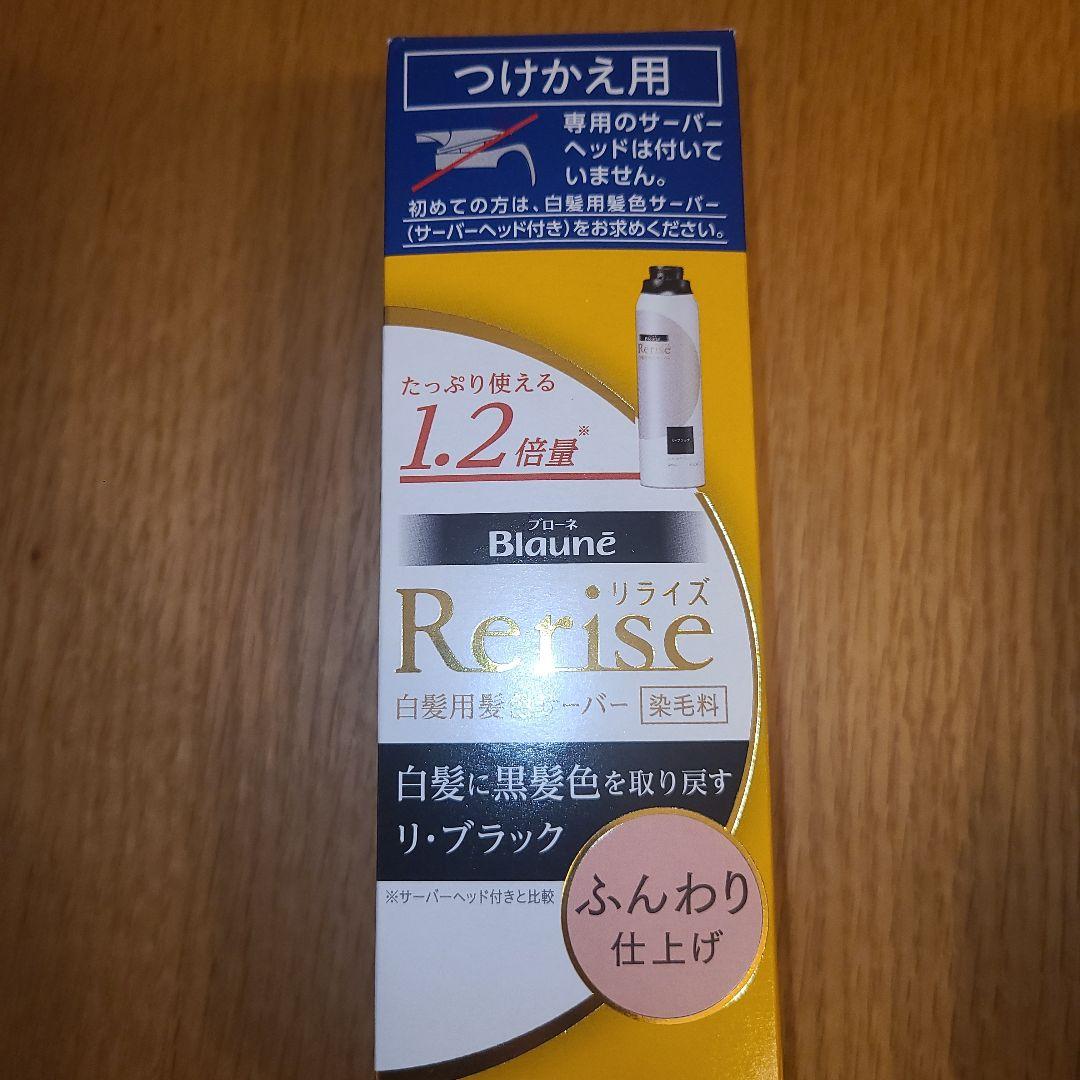 つけかえ用
専用のサーバー
ヘッドは付いて
いません。
初めての方は、白髪用髪色サーバー
(サーバーヘッド付き)をお求めください。
Rerise
たっぷり使える
1.2倍量※
ブローネ
Blauné
リライズ
Rerise
白髪用髪色サーバー 染毛料
白髪に黒髪色を取り戻す
リ・ブラック
※サーバーヘッド付きと比較
ふんわり
仕上げ